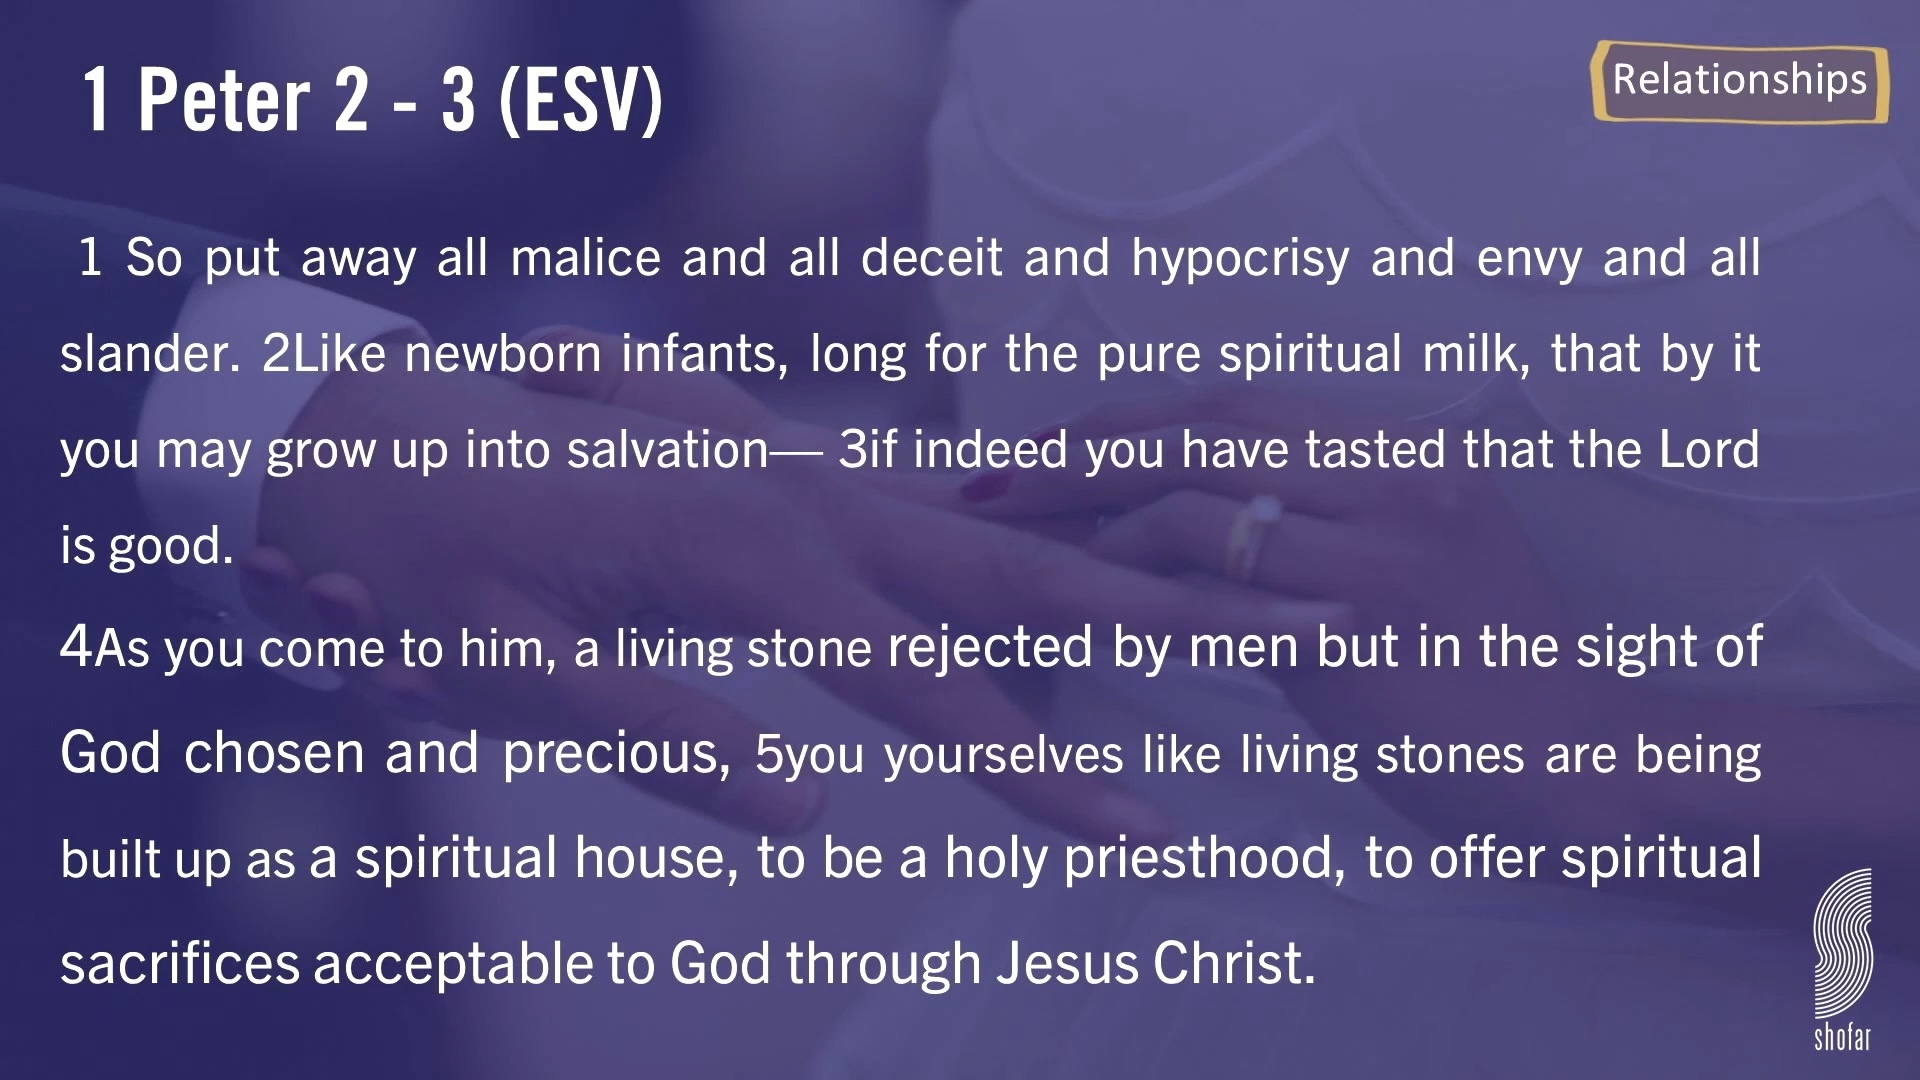 1 Peter 2 - 3 (ESV)
Relationships
1 So put away all malice and all deceit and hypocrisy and envy and all
slander. 2Like newborn infants, long for the pure spiritual milk, that by it
you may grow up into salvation— 3if indeed you have tasted that the Lord
is good.
4As you come to him, a living stone rejected by men but in the sight of
God chosen and precious, 5you yourselves like living stones are being
built up as a spiritual house, to be a holy priesthood, to offer spiritual
sacrifices acceptable to God through Jesus Christ.
shofar